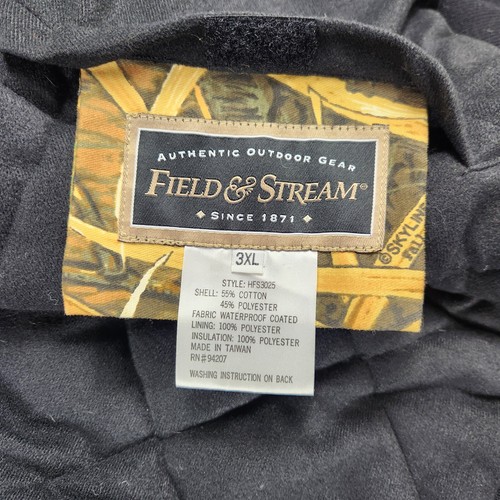 AUTHENTIC OUTDOOR GEAR
FIELD & STREAM®
SINCE 1871
3XL
STYLE: HFS3025
SHELL: 55% COTTON
45% POLYESTER
FABRIC WATERPROOF COATED
LINING: 100% POLYESTER
INSULATION: 100% POLYESTER
MADE IN TAIWAN
RN# 94207
WASHING INSTRUCTION ON BACK
©SKYLINE